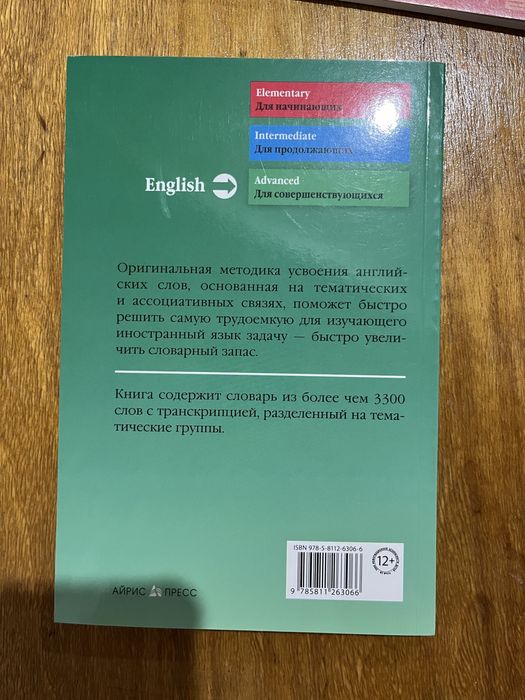 Elementary
Для начинающих
Intermediate
Для продолжающих
English
Advanced
Для совершенствующихся
Оригинальная методика усвоения англий-
ских слов, основанная на тематических
и ассоциативных связях, поможет быстро
решить самую трудоемкую для изучающего
иностранный язык задачу — быстро увели-
чить словарный запас.
Книга содержит словарь из более чем 3300
слов с транскрипцией, разделенный на тема-
тические группы.
ISBN 978-5-8112-6306-6
12+
9 785811 263066
АЙРИС ПРЕСС